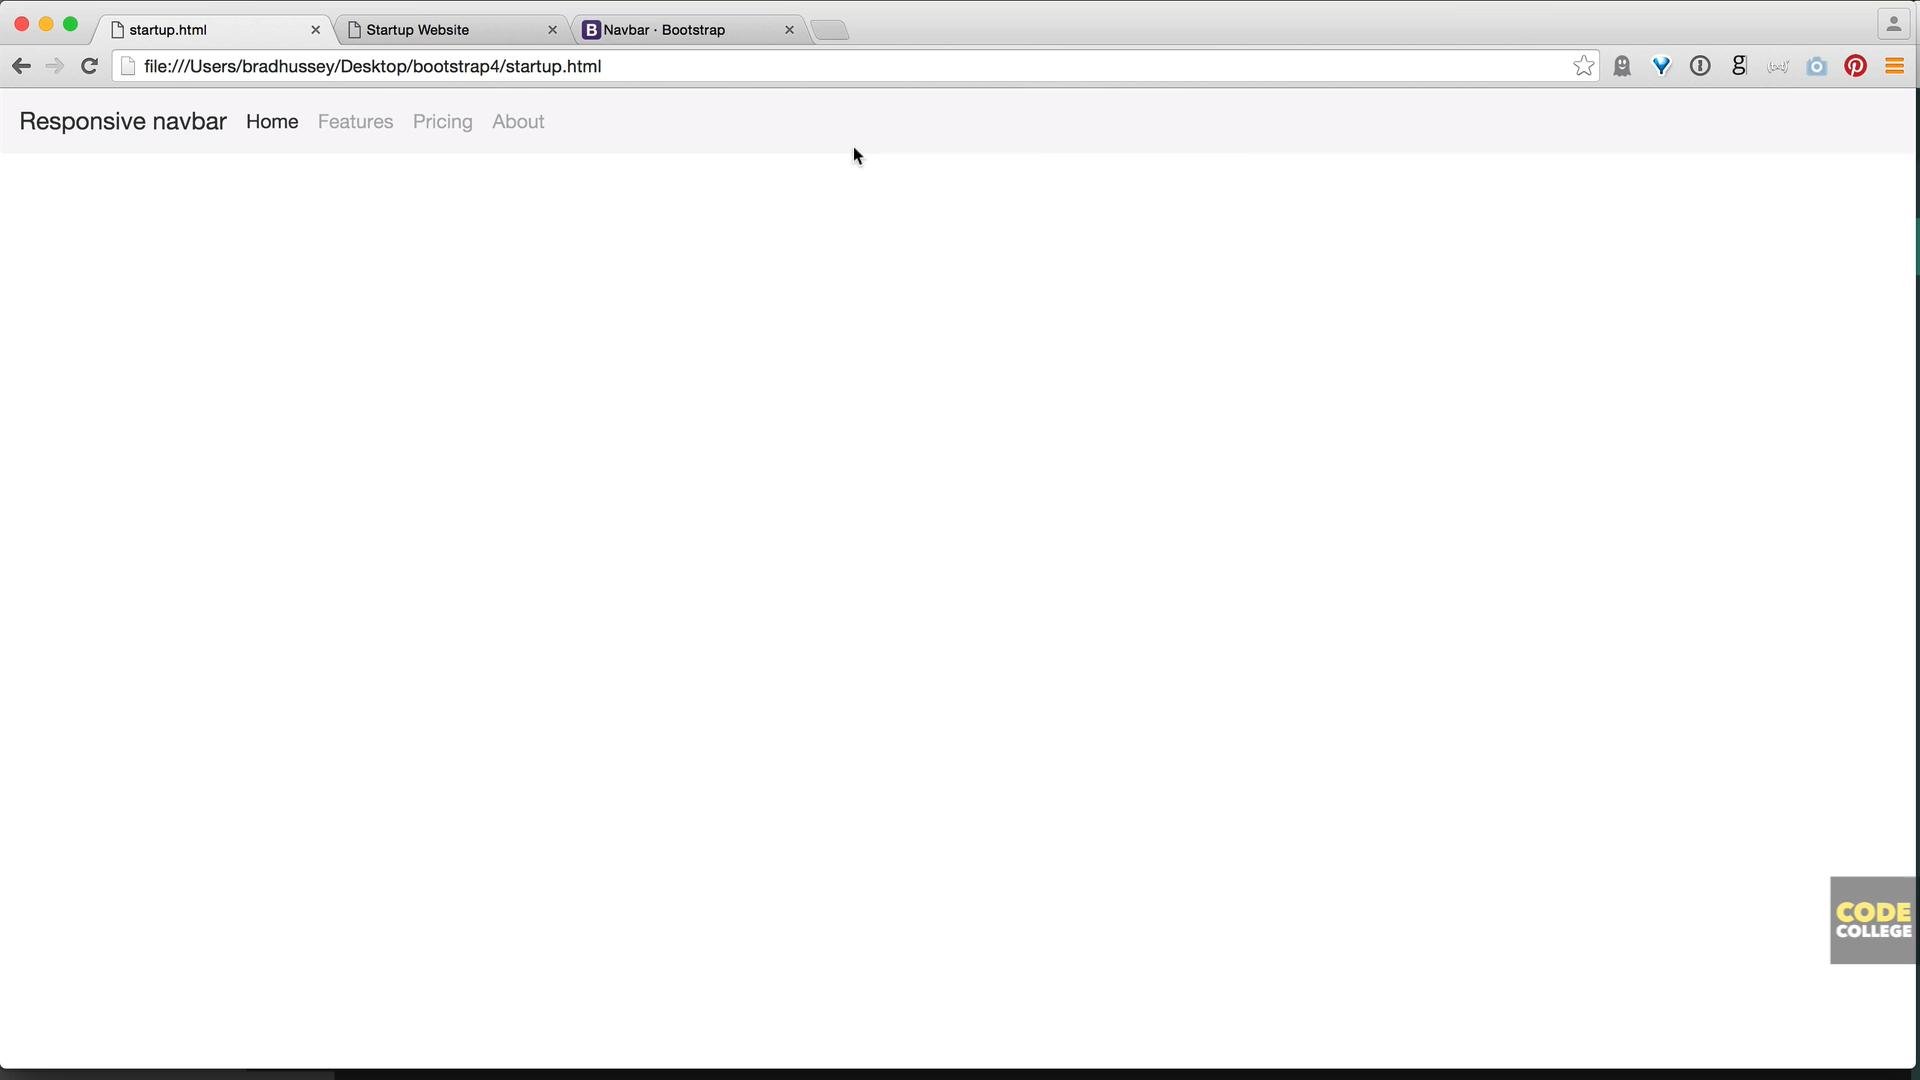 startup.html
Startup Website
B Navbar · Bootstrap
file:///Users/bradhussey/Desktop/bootstrap4/startup.html
Responsive navbar Home Features Pricing About
CODE
COLLEGE